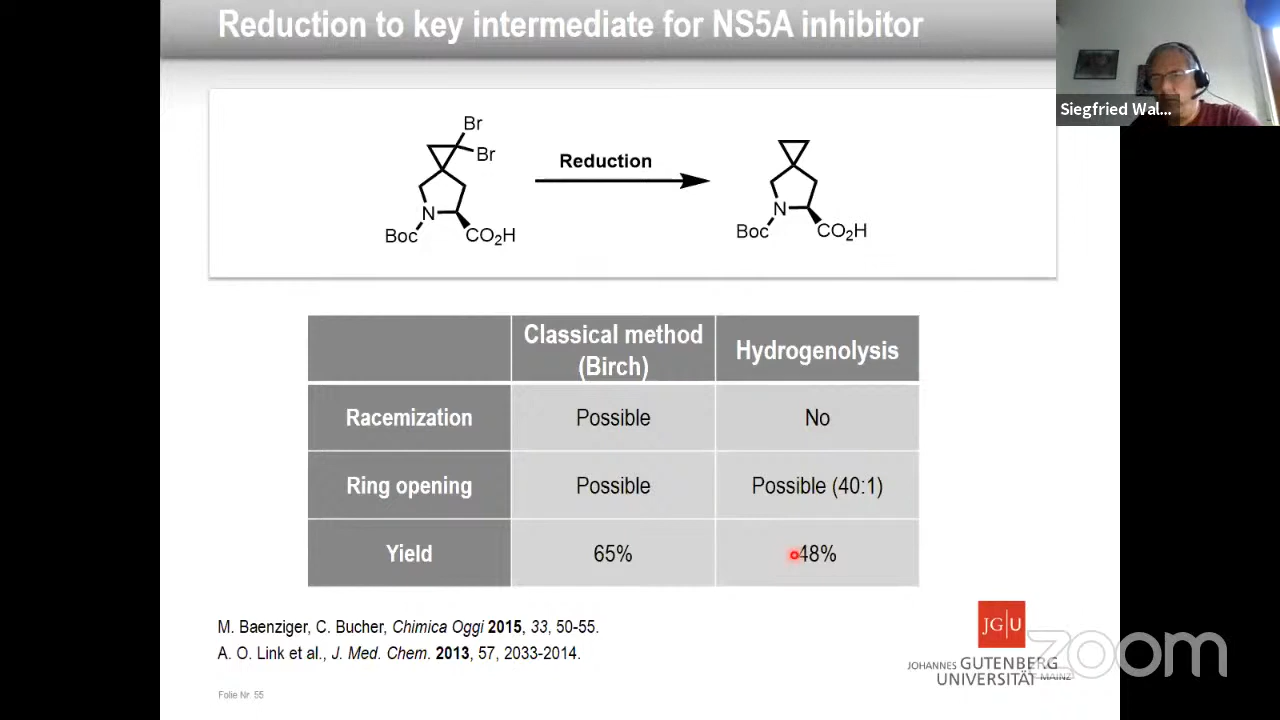 Reduction to key intermediate for NS5A inhibitor
Siegfried Wal...
Br
Br
N
Boc
CO2H
Reduction
N
Boc
CO2H
Classical method
(Birch)
Hydrogenolysis
Racemization
Possible
No
Ring opening
Possible
Possible (40:1)
Yield
65%
48%
M. Baenziger, C. Bucher, Chimica Oggi 2015, 33, 50-55.
A. O. Link et al., J. Med. Chem. 2013, 57, 2033-2014.
JG|U
JOHANNES GUTENBERG
UNIVERSITÄT MAINZ
zoom
Folie Nr. 55